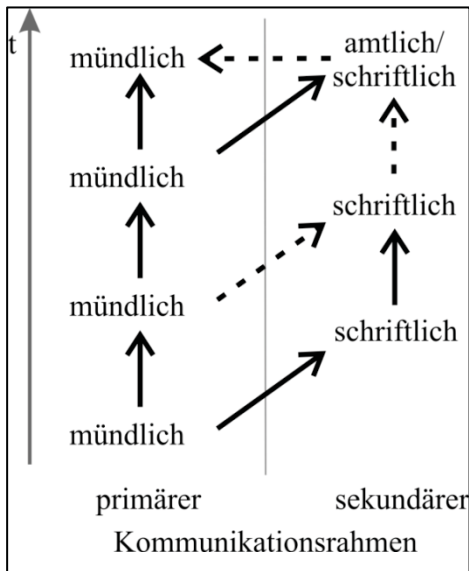 t
mündlich
amtlich/
schriftlich
mündlich
schriftlich
mündlich
schriftlich
mündlich
primärer
sekundärer
Kommunikationsrahmen